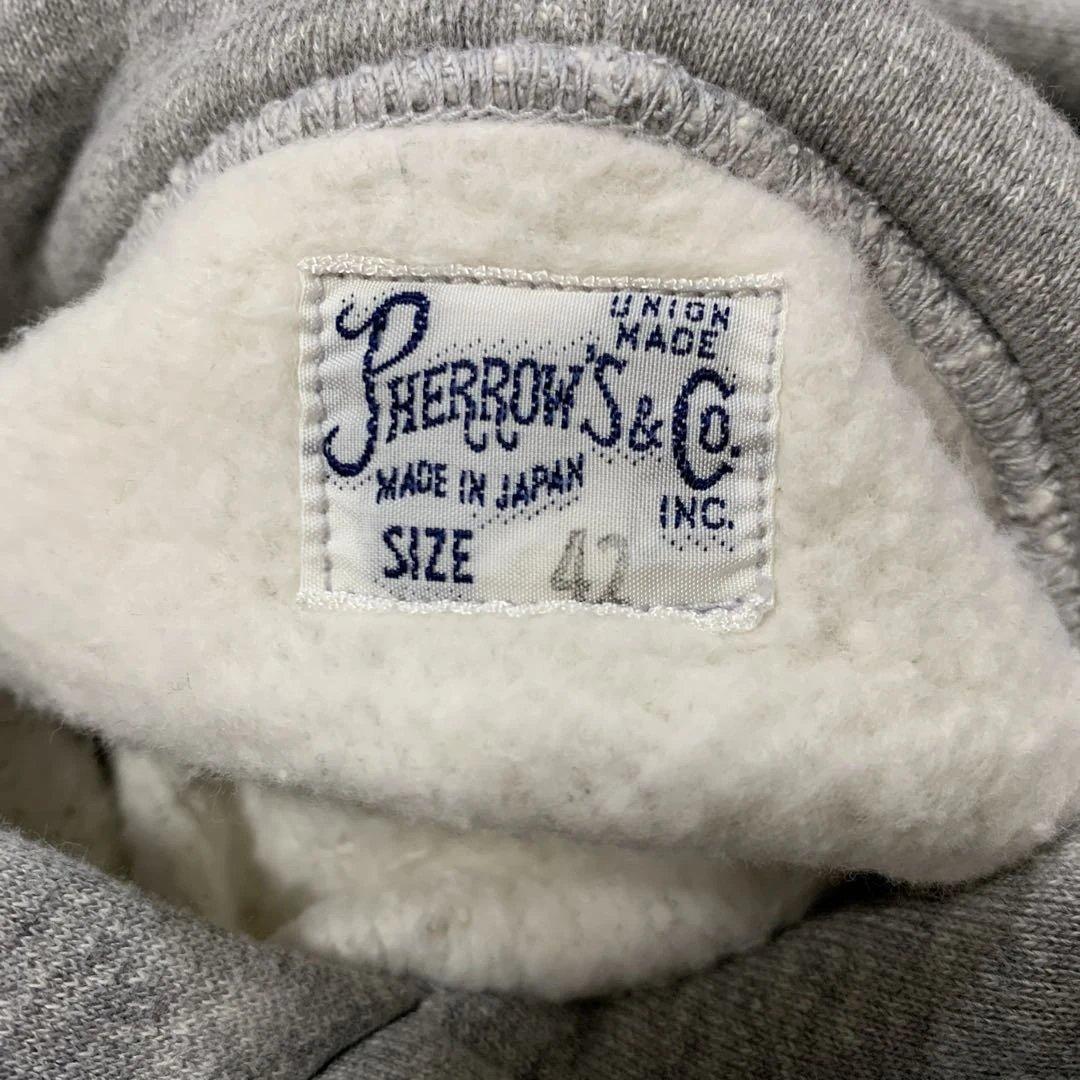 UNION
MADE
PHERROW'S & CO.
MADE IN JAPAN
INC.
SIZE 42